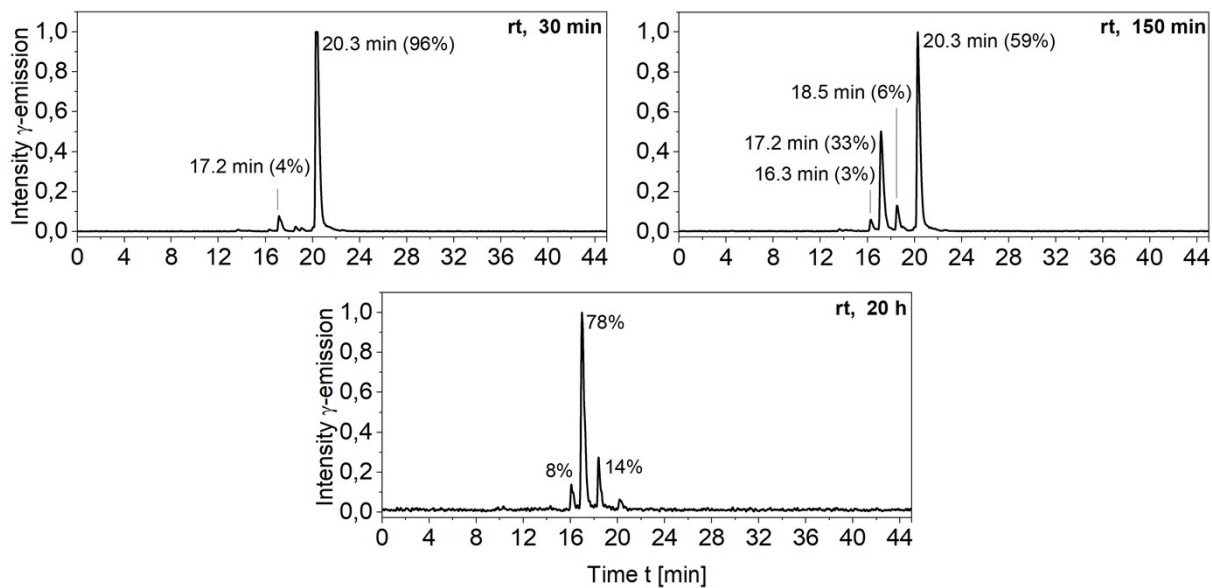 Intensity γ-emission
1,0
0,8
0,6
0,4
0,2
0,0
rt, 30 min
20.3 min (96%)
17.2 min (4%)
0 4 8 12 16 20 24 28 32 36 40 44
Intensity γ-emission
1,0
0,8
0,6
0,4
0,2
0,0
rt, 150 min
20.3 min (59%)
18.5 min (6%)
17.2 min (33%)
16.3 min (3%)
0 4 8 12 16 20 24 28 32 36 40 44
Intensity γ-emission
1,0
0,8
0,6
0,4
0,2
0,0
rt, 20 h
78%
8%
14%
0 4 8 12 16 20 24 28 32 36 40 44
Time t [min]